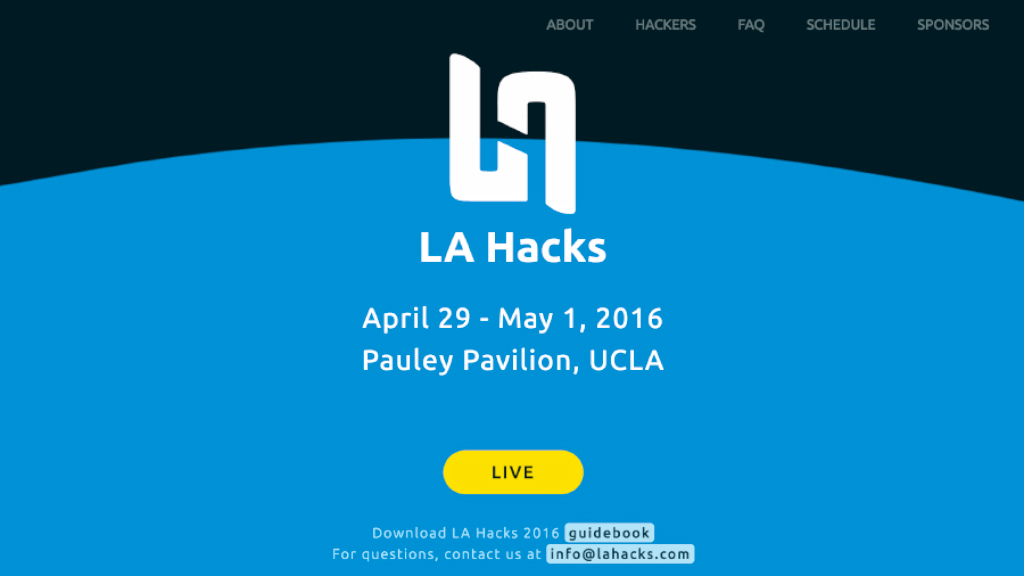 ABOUT HACKERS FAQ SCHEDULE SPONSORS
LA Hacks
April 29 - May 1, 2016
Pauley Pavilion, UCLA
LIVE
Download LA Hacks 2016 guidebook
For questions, contact us at info@lahacks.com